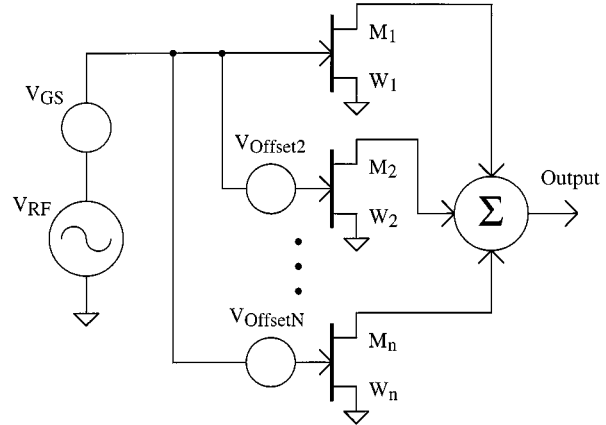 M1
W1
VGS
VOffset2
M2
VRF
W2
Σ
Output
VOffsetN
Mn
Wn